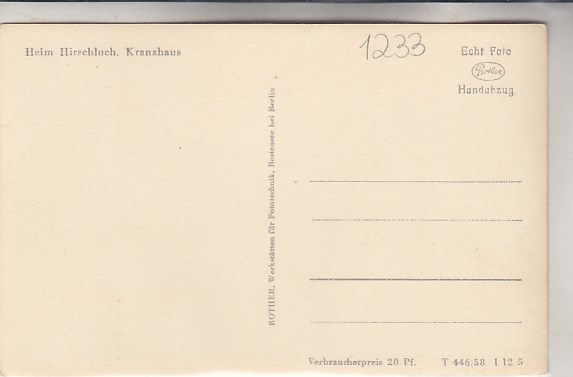 Heim Hirschluch, Kranzhaus
1233
Echt Foto
Rother
Handabzug
ROTHER, Werkstätten für Fototechnik, Bestensee bei Berlin
Verbraucherpreis 20 Pf. T 446/58 I 12 5